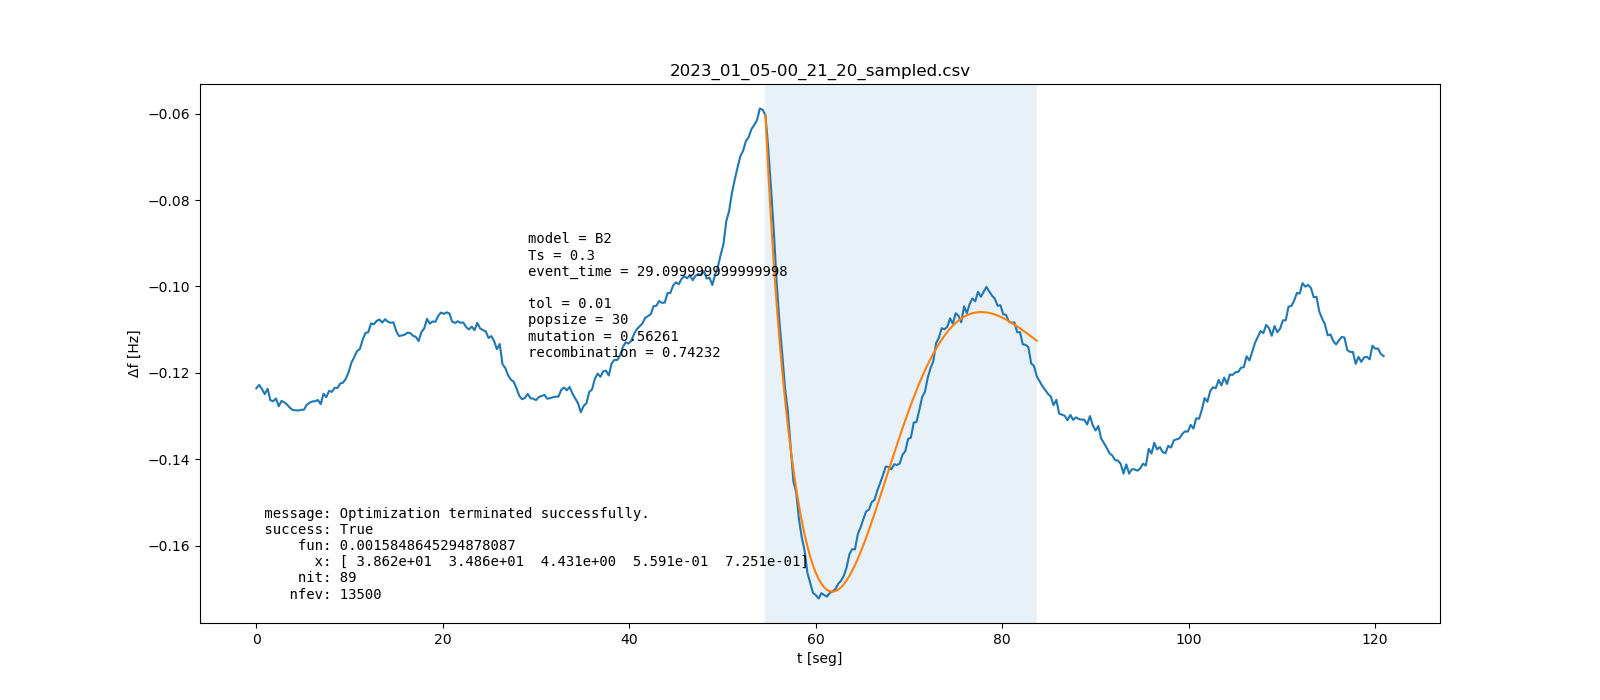 2023_01_05-00_21_20_sampled.csv
−0.06
−0.08
−0.10
−0.12
−0.14
−0.16
Δf [Hz]
model = B2
Ts = 0.3
event_time = 29.099999999999998
tol = 0.01
popsize = 30
mutation = 0.56261
recombination = 0.74232
message: Optimization terminated successfully.
success: True
fun: 0.0015848645294878087
x: [ 3.862e+01  3.486e+01  4.431e+00  5.591e-01  7.251e-01]
nit: 89
nfev: 13500
0 20 40 60 80 100 120
t [seg]